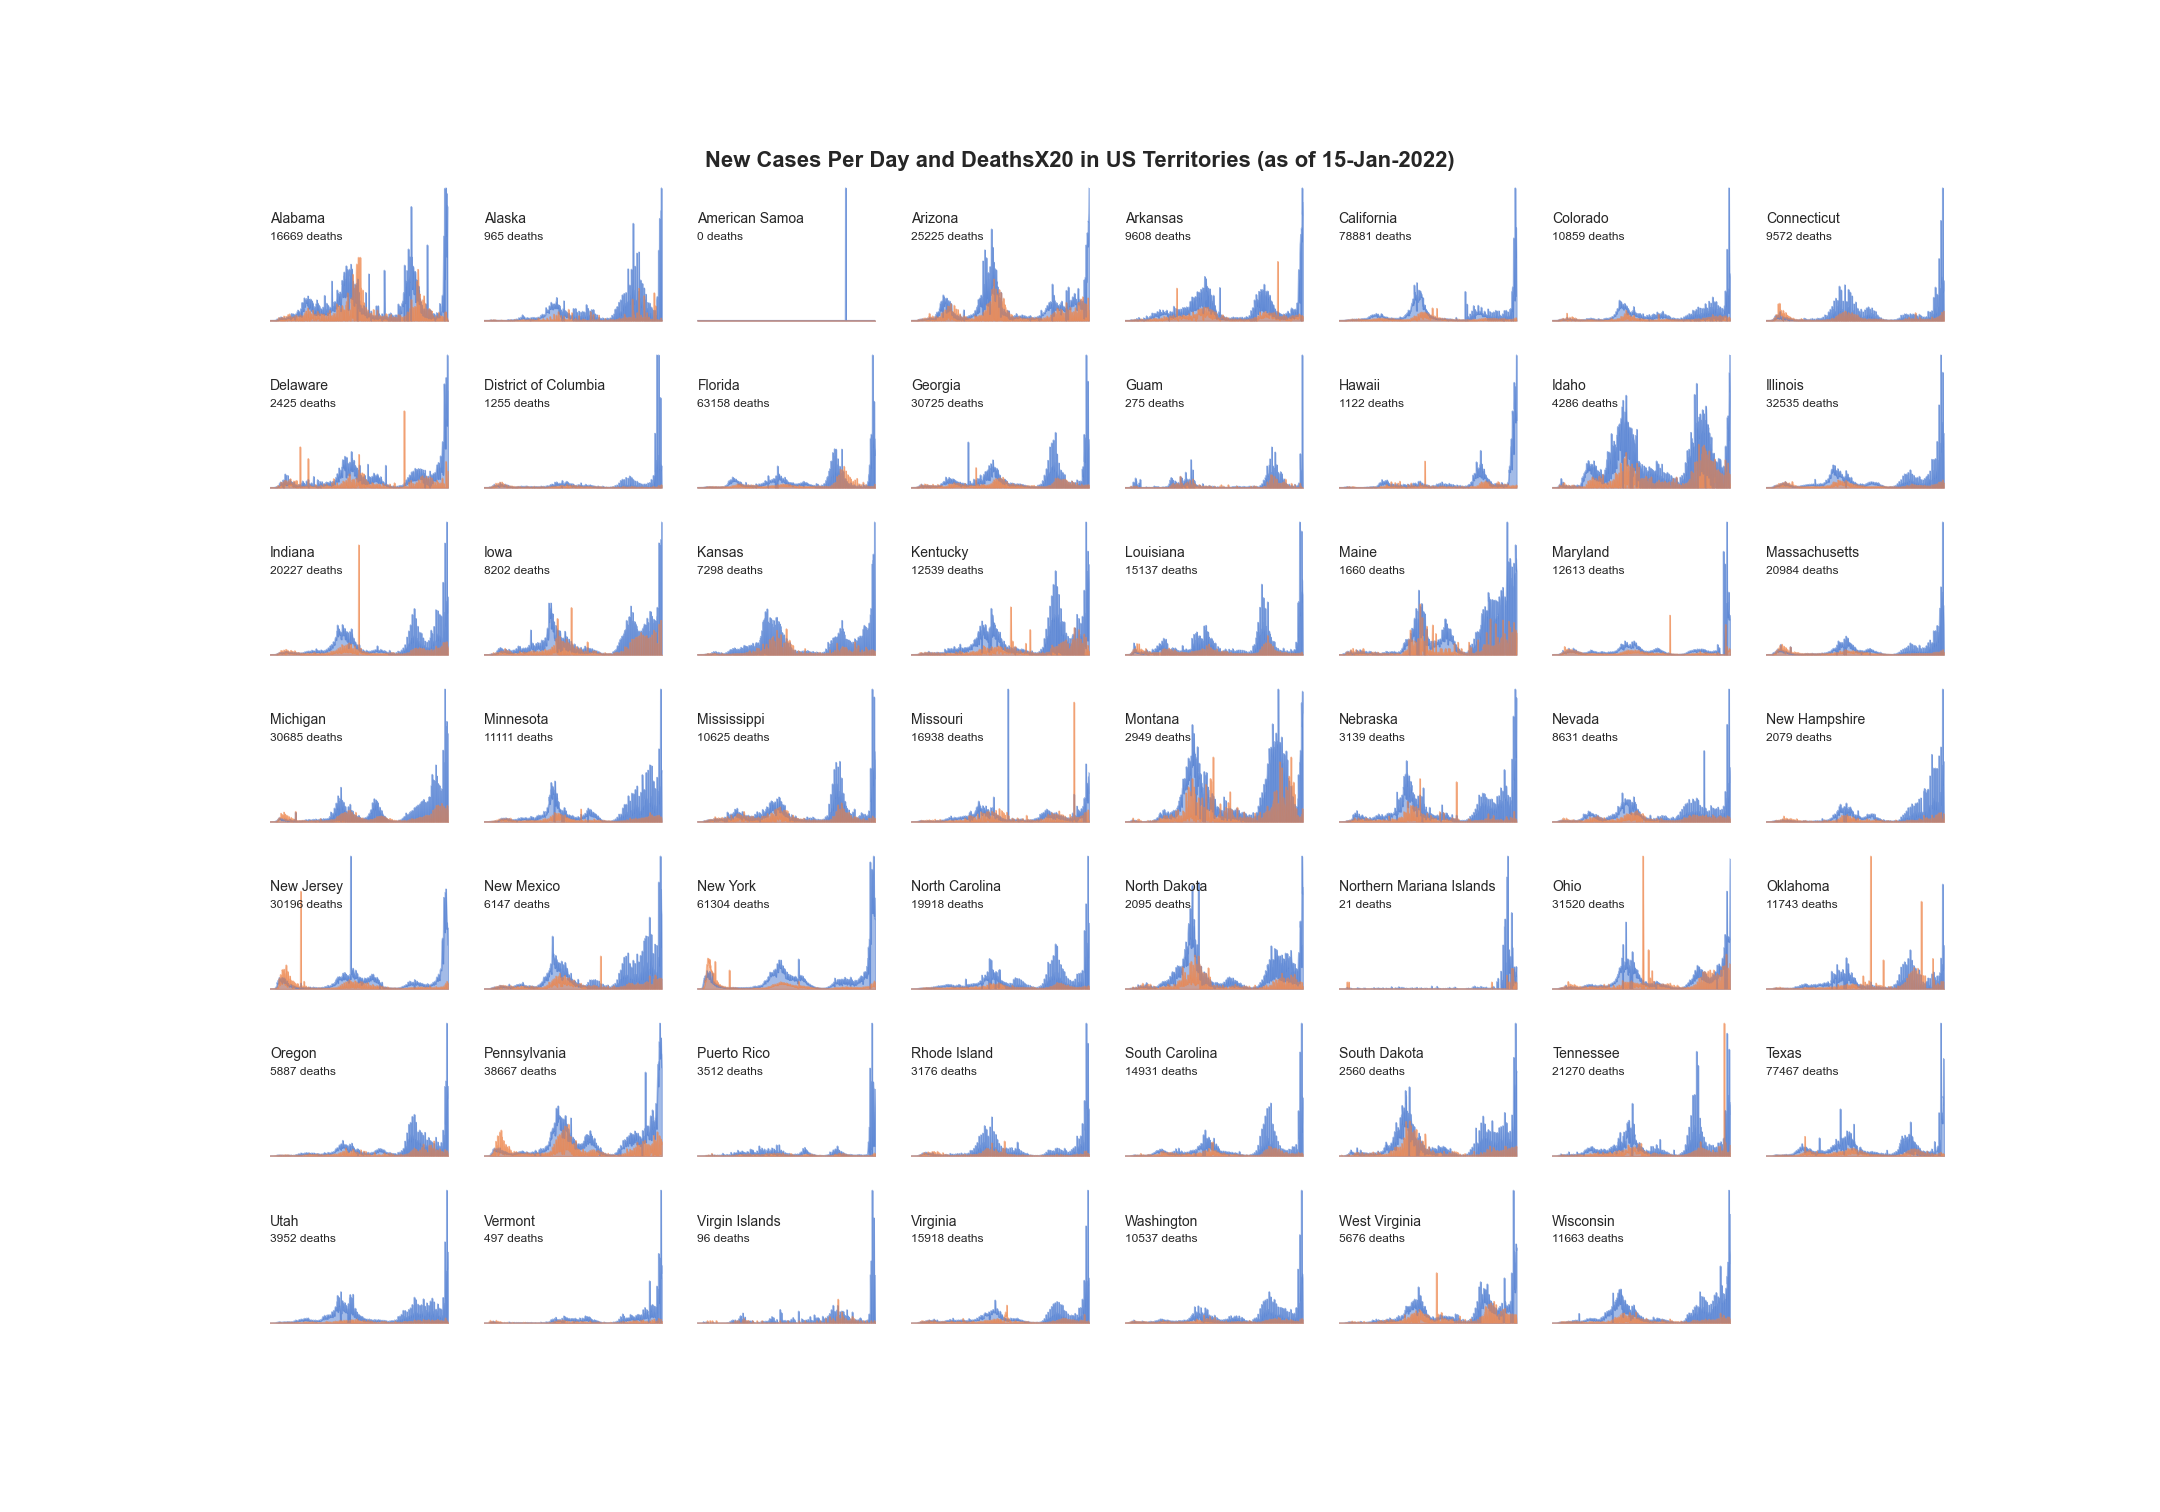 New Cases Per Day and DeathsX20 in US Territories (as of 15-Jan-2022)
Alabama
16669 deaths
Alaska
965 deaths
American Samoa
0 deaths
Arizona
25225 deaths
Arkansas
9608 deaths
California
78881 deaths
Colorado
10859 deaths
Connecticut
9572 deaths
Delaware
2425 deaths
District of Columbia
1255 deaths
Florida
63158 deaths
Georgia
30725 deaths
Guam
275 deaths
Hawaii
1122 deaths
Idaho
4286 deaths
Illinois
32535 deaths
Indiana
20227 deaths
Iowa
8202 deaths
Kansas
7298 deaths
Kentucky
12539 deaths
Louisiana
15137 deaths
Maine
1660 deaths
Maryland
12613 deaths
Massachusetts
20984 deaths
Michigan
30685 deaths
Minnesota
11111 deaths
Mississippi
10625 deaths
Missouri
16938 deaths
Montana
2949 deaths
Nebraska
3139 deaths
Nevada
8631 deaths
New Hampshire
2079 deaths
New Jersey
30196 deaths
New Mexico
6147 deaths
New York
61304 deaths
North Carolina
19918 deaths
North Dakota
2095 deaths
Northern Mariana Islands
21 deaths
Ohio
31520 deaths
Oklahoma
11743 deaths
Oregon
5887 deaths
Pennsylvania
38667 deaths
Puerto Rico
3512 deaths
Rhode Island
3176 deaths
South Carolina
14931 deaths
South Dakota
2560 deaths
Tennessee
21270 deaths
Texas
77467 deaths
Utah
3952 deaths
Vermont
497 deaths
Virgin Islands
96 deaths
Virginia
15918 deaths
Washington
10537 deaths
West Virginia
5676 deaths
Wisconsin
11663 deaths